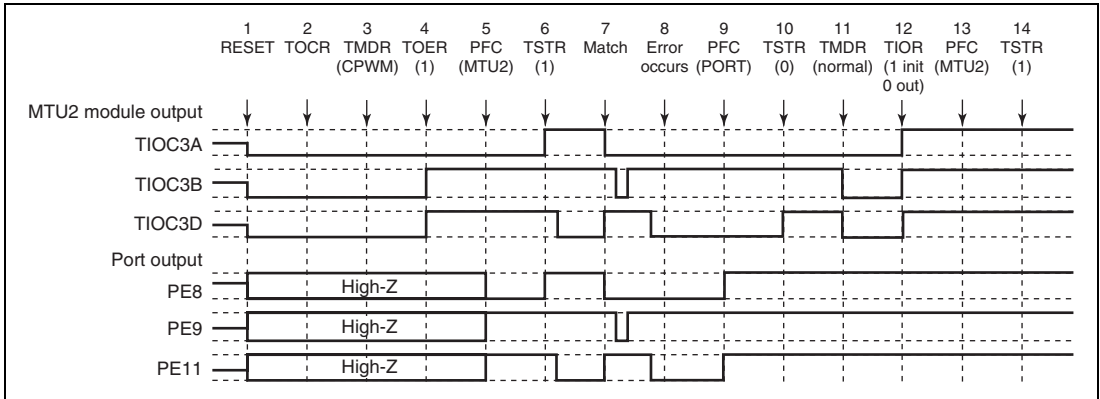 1 2 3 4 5 6 7 8 9 10 11 12 13 14
RESET TOCR TMDR TOER PFC TSTR Match Error PFC TSTR TMDR TIOR PFC TSTR
(CPWM) (1) (MTU2) (1) occurs (PORT) (0) (normal) (1 init (MTU2) (1)
0 out)
MTU2 module output
TIOC3A
TIOC3B
TIOC3D
Port output
PE8 High-Z
PE9 High-Z
PE11 High-Z